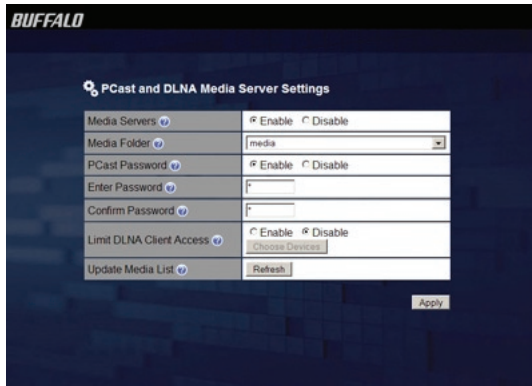 BUFFALO
PCast and DLNA Media Server Settings
Media Servers ? Enable Disable
Media Folder ? media
PCast Password ? Enable Disable
Enter Password ? *
Confirm Password ? *
Limit DLNA Client Access ? Enable Disable
Choose Devices
Update Media List ? Refresh
Apply